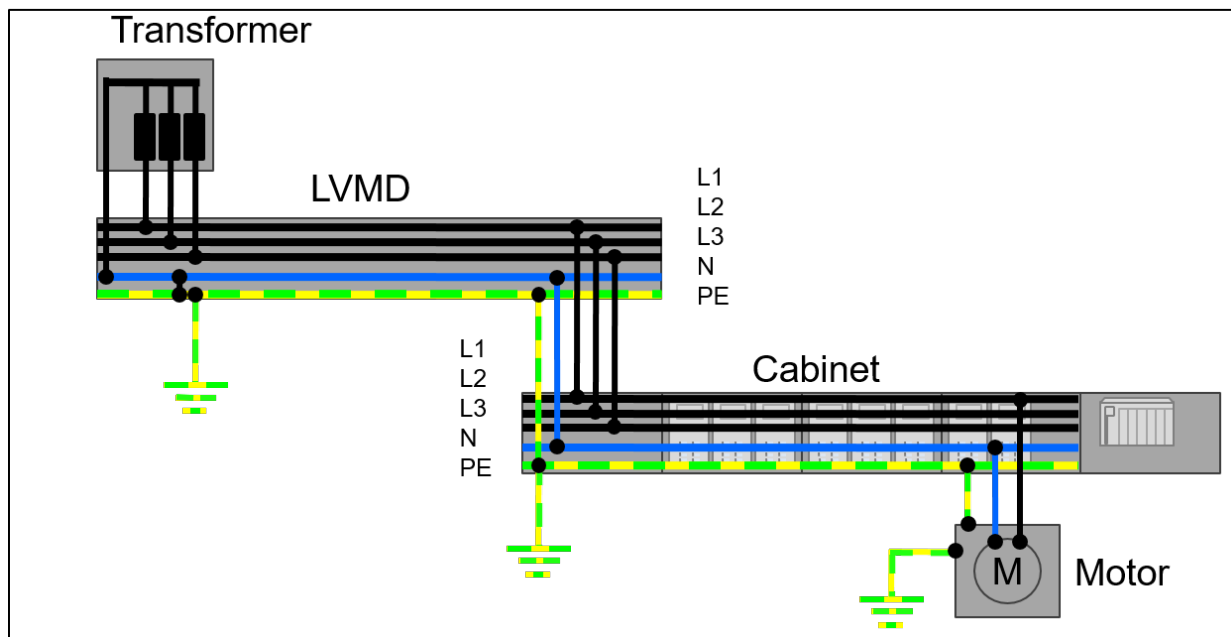 Transformer
LVMD
L1
L2
L3
N
PE
L1
L2
L3
N
PE
Cabinet
M
Motor